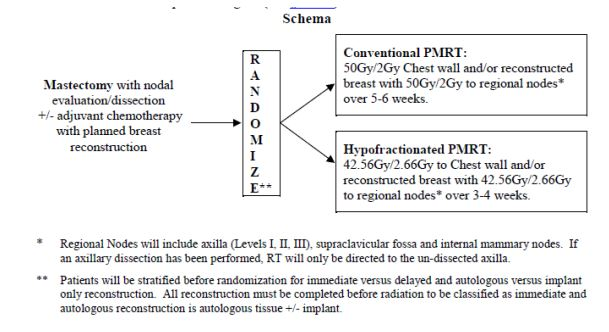 Schema
Mastectomy with nodal
evaluation/dissection
+/- adjuvant chemotherapy
with planned breast
reconstruction
R
A
N
D
O
M
I
Z
E**
Conventional PMRT:
50Gy/2Gy Chest wall and/or reconstructed
breast with 50Gy/2Gy to regional nodes*
over 5-6 weeks.
Hypofractionated PMRT:
42.56Gy/2.66Gy to Chest wall and/or
reconstructed breast with 42.56Gy/2.66Gy
to regional nodes* over 3-4 weeks.
* Regional Nodes will include axilla (Levels I, II, III), supraclavicular fossa and internal mammary nodes. If
an axillary dissection has been performed, RT will only be directed to the un-dissected axilla.
** Patients will be stratified before randomization for immediate versus delayed and autologous versus implant
only reconstruction. All reconstruction must be completed before radiation to be classified as immediate and
autologous reconstruction is autologous tissue +/- implant.